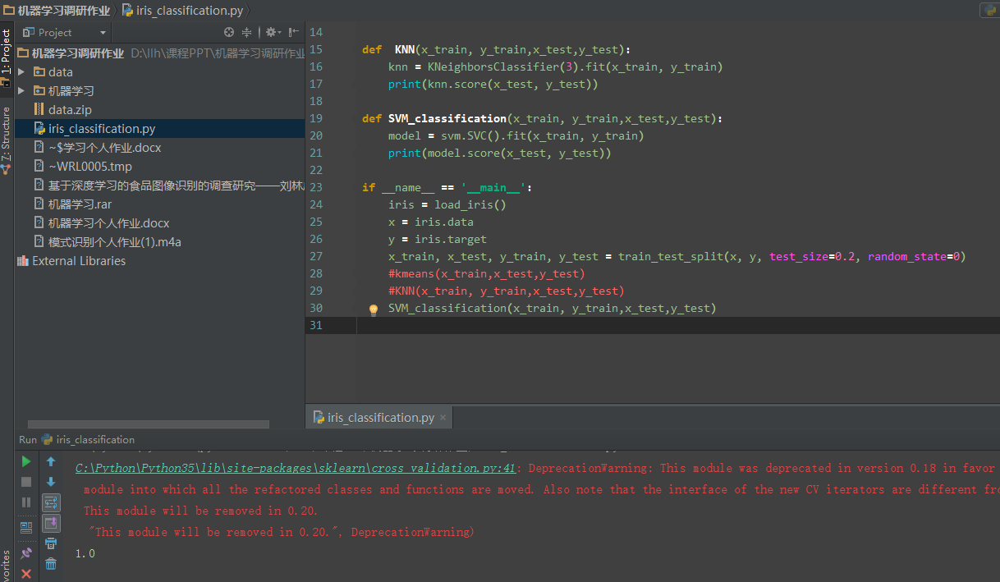 机器学习调研作业
iris_classification.py
1: Project
7: Structure
Project
机器学习调研作业 D:\llh\课程PPT\机器学习调研作业
data
机器学习
data.zip
iris_classification.py
~$学习个人作业.docx
~WRL0005.tmp
基于深度学习的食品图像识别的调查研究——刘林
机器学习.rar
机器学习个人作业.docx
模式识别个人作业(1).m4a
External Libraries
14
15 def  KNN(x_train, y_train,x_test,y_test):
16 knn = KNeighborsClassifier(3).fit(x_train, y_train)
17 print(knn.score(x_test, y_test))
18
19 def SVM_classification(x_train, y_train,x_test,y_test):
20 model = svm.SVC().fit(x_train, y_train)
21 print(model.score(x_test, y_test))
22
23 if __name__ == '__main__':
24 iris = load_iris()
25 x = iris.data
26 y = iris.target
27 x_train, x_test, y_train, y_test = train_test_split(x, y, test_size=0.2, random_state=0)
28 #kmeans(x_train,x_test,y_test)
29 #KNN(x_train, y_train,x_test,y_test)
30 SVM_classification(x_train, y_train,x_test,y_test)
31
iris_classification.py
Run iris_classification
C:\Python\Python35\lib\site-packages\sklearn\cross_validation.py:41: DeprecationWarning: This module was deprecated in version 0.18 in favor
module into which all the refactored classes and functions are moved. Also note that the interface of the new CV iterators are different fro
This module will be removed in 0.20.
"This module will be removed in 0.20.", DeprecationWarning)
1.0